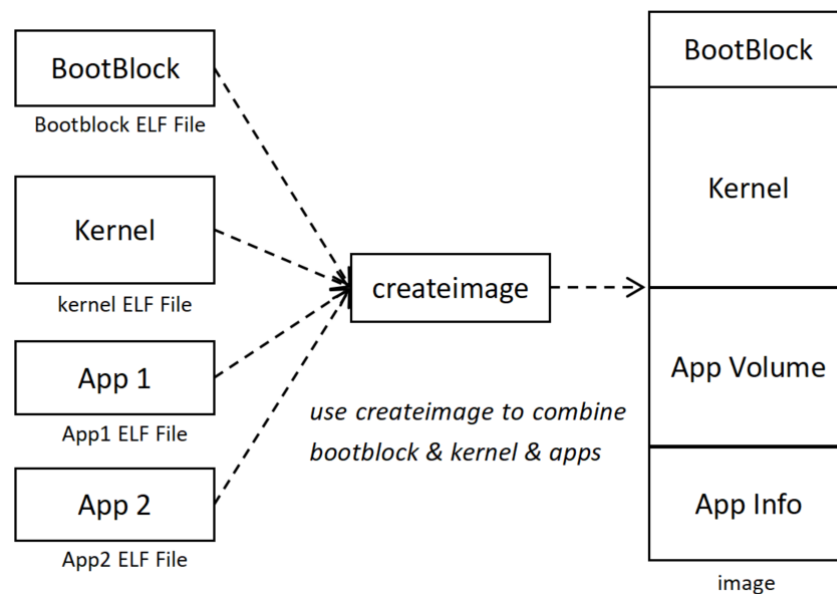 BootBlock
Bootblock ELF File
Kernel
kernel ELF File
App 1
App1 ELF File
App 2
App2 ELF File
createimage
use createimage to combine
bootblock & kernel & apps
BootBlock
Kernel
App Volume
App Info
image